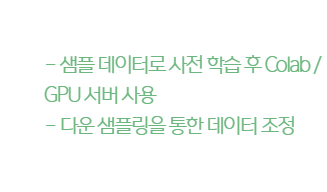 – 샘플 데이터로 사전 학습 후 Colab /
GPU 서버 사용
– 다운 샘플링을 통한 데이터 조정